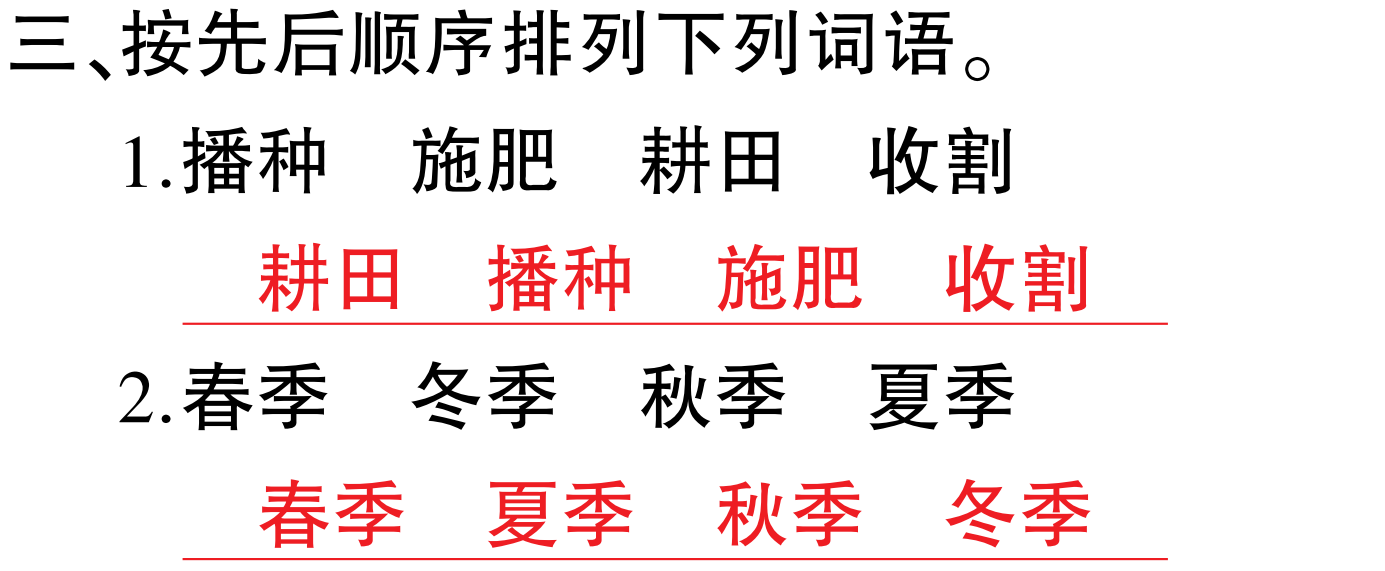 三、按先后顺序排列下列词语。
1.播种 施肥 耕田 收割
耕田 播种 施肥 收割
2.春季 冬季 秋季 夏季
春季 夏季 秋季 冬季